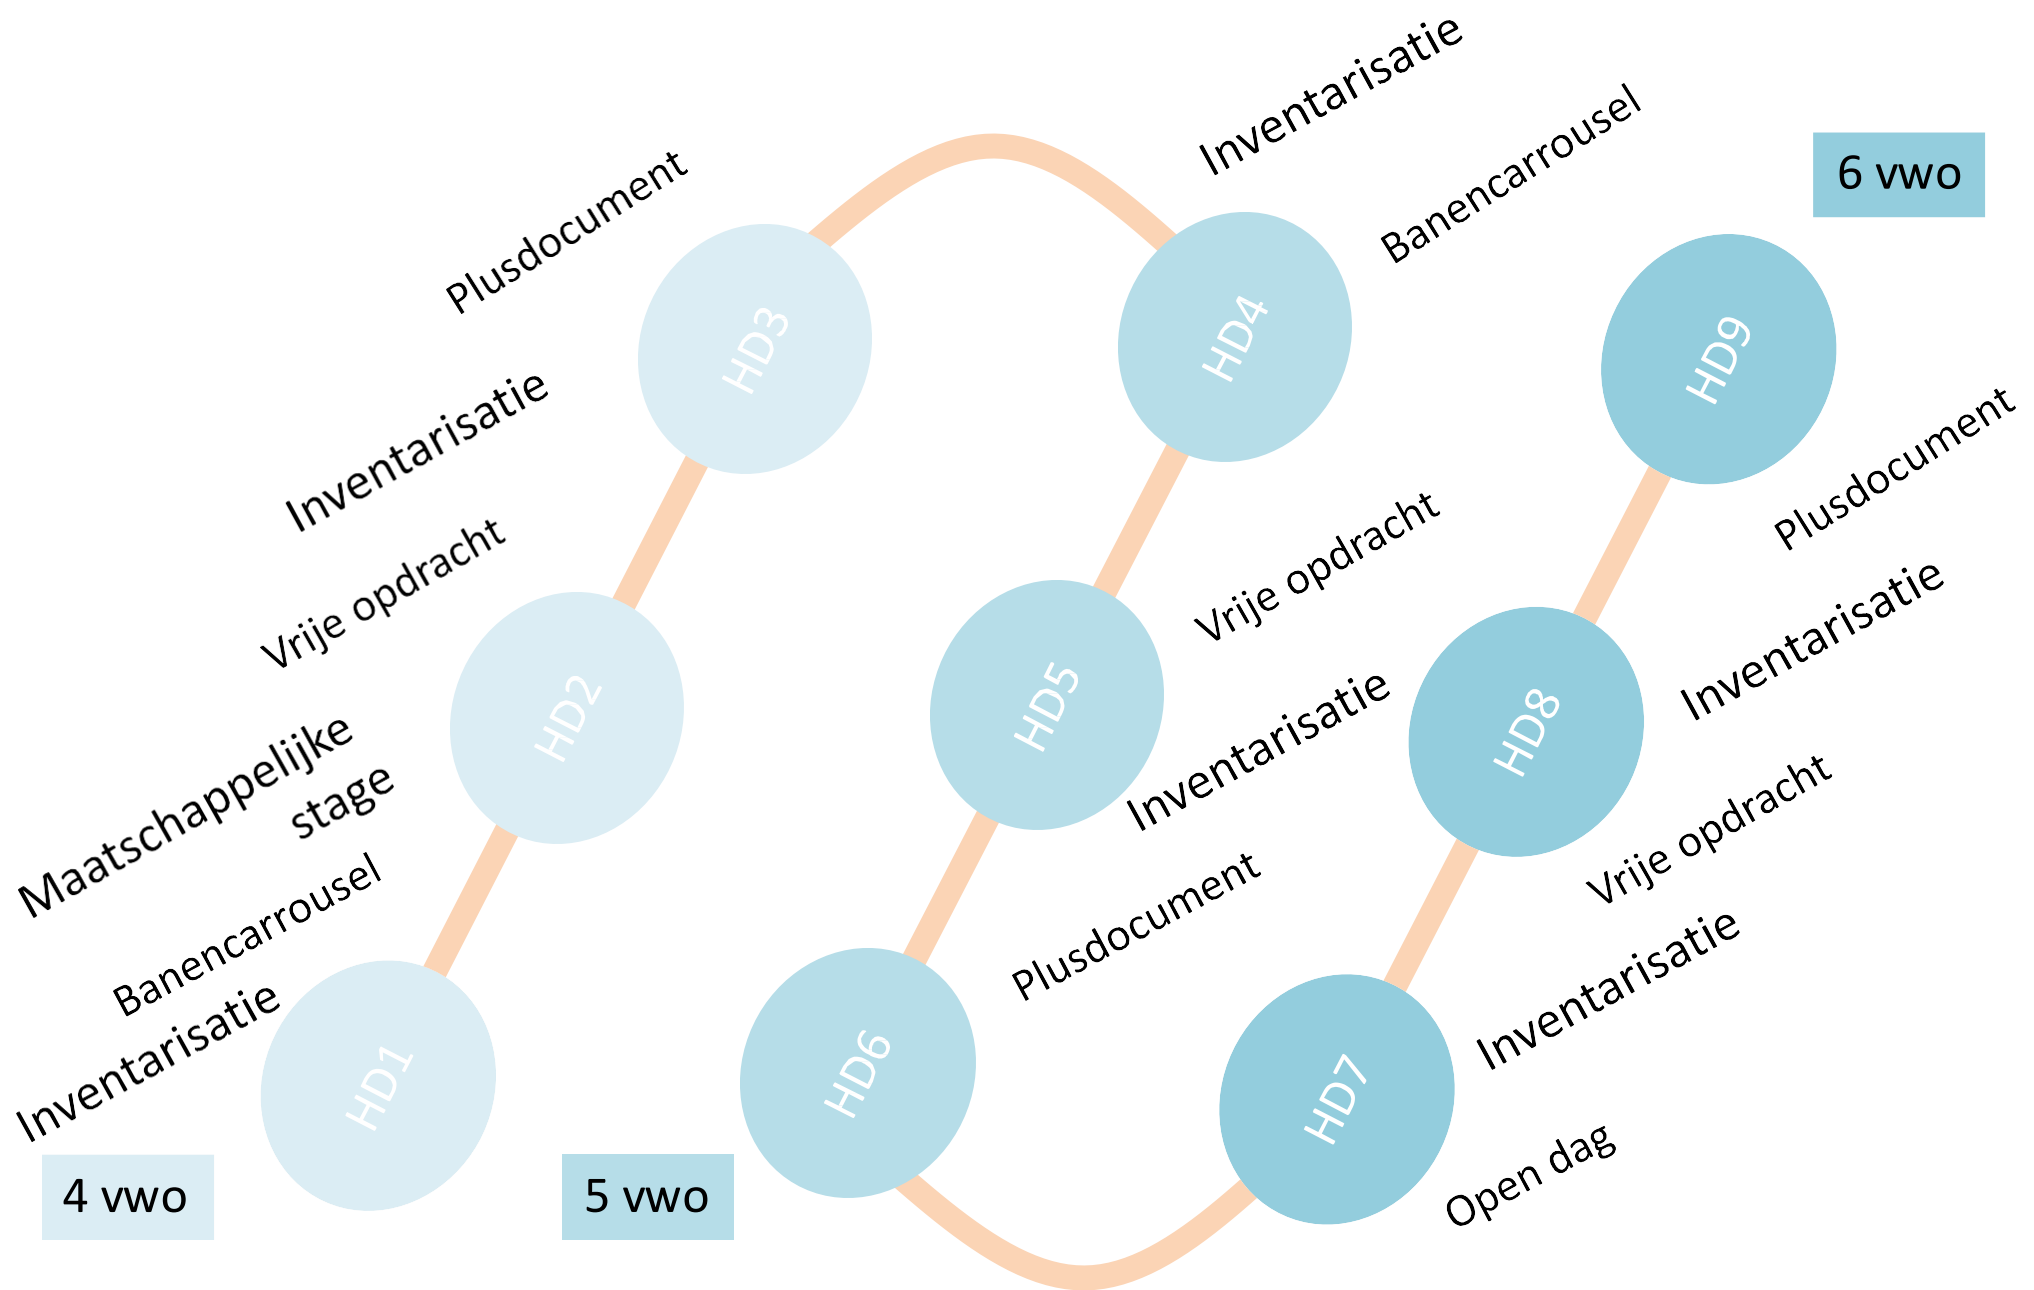 Inventarisatie
Banencarrousel
6 vwo
Plusdocument
HD3
HD4
HD9
Inventarisatie
Plusdocument
Vrije opdracht
Vrije opdracht
Inventarisatie
HD2
HD5
HD8
Inventarisatie
Maatschappelijke
stage
Vrije opdracht
Banencarrousel
Plusdocument
Inventarisatie
Inventarisatie
HD1
HD6
HD7
Open dag
4 vwo
5 vwo